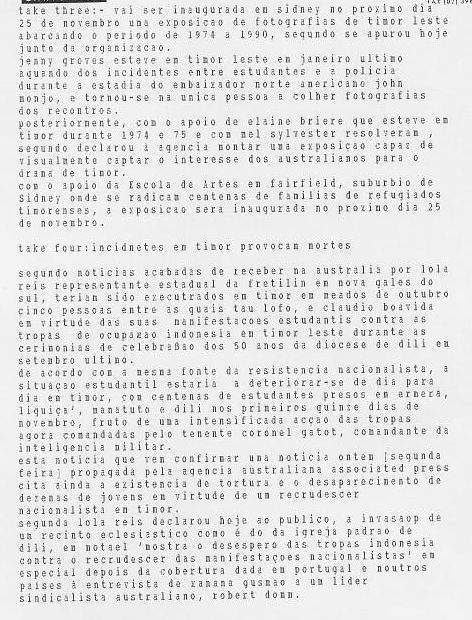 take three:- vai ser inaugurada em sidney no proximo dia
25 de novembro uma exposicao de fotografias de timor leste
abarcando o periodo de 1974 a 1990, segundo se apurou hoje
junto da organizacao.
jenny groves esteve em timor leste em janeiro ultimo
aquando dos incidentes entre estudantes e a policia
durante a estadia do embaixador norte americano john
monjo, e tornou-se na unica pessoa a colher fotografias
dos recontros.
posteriormente, com o apoio de elaine briere que esteve em
timor durante 1974 e 75 e com mel sylvester resolveram ,
segundo declarou à agencia montar uma exposiçao capaz de
visualmente captar o interesse dos australianos para o
drama de timor.
com o apoio da Escola de Artes em fairfield, suburbio de
Sidney onde se radicam centenas de familias de refugiados
timorenses, a exposicao sera inaugurada no proximo dia 25
de novembro.
take four:incidnetes em timor provocam mortes
segundo noticias acabadas de receber na australia por lola
reis representante estadual da fretilin em nova gales do
sul, teriam sido executrados em timor em meados de outubro
cinco pessoas entre as quais tau lofo, e claudio boavida
em virtude das suas manifestacoes estudantis contra as
tropas de ocupaxao indonesia em timor leste durante as
cerimonias de celebraßao dos 50 anos da diocese de dili em
setembro ultimo.
de acordo com a mesma fonte da resistencia nacionalista, a
situaçao estudantil estaria a deteriorar-se de dia para
dia em timor, com centenas de estudantes presos em ermera,
liquiça', manatuto e dili nos primeiros quinze dias de
novembro, fruto de uma intensificada acçao das tropas
agora comandadas pelo tenente coronel gatot, comandante da
inteligencia militar.
esta noticia que vem confirmar uma noticia ontem [segunda
feira] propagada pela agencia australiana associated press
cita ainda a existencia de tortura e o desaparecimento de
dezenas de jovens em virtude de um recrudescer
nacionalista em timor.
segundo lola reis declarou hoje ao publico, a invasaop de
um recinto eclesiastico como é do da igreja padrao de
dili, em motael 'mostra o desespero das tropas indonesia
contra o recrudescer das manifestaçoes nacionalistas' em
especial depois da cobertura dada em portugal e noutros
paises à entrevista de xanana gusmao a um lider
sindicalista australiano, robert domm.